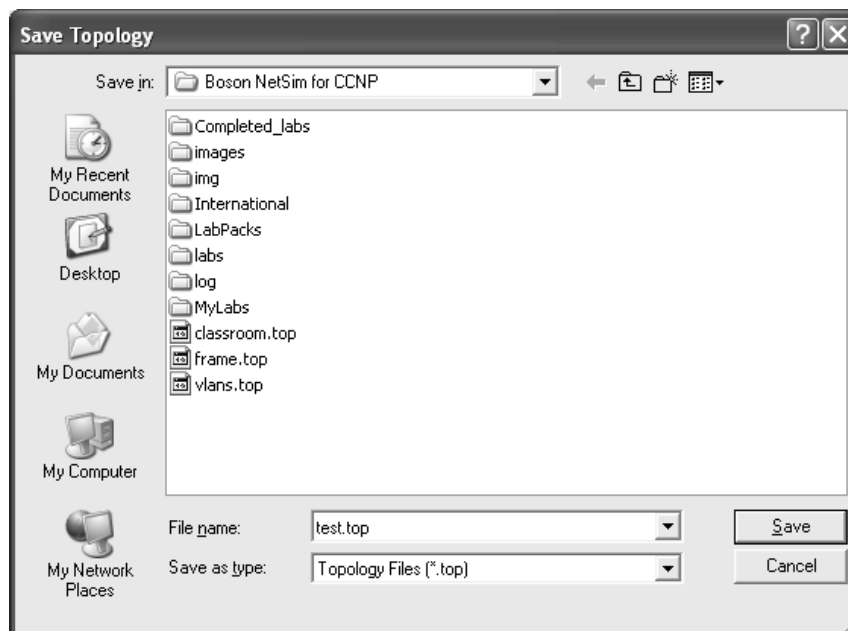 Save Topology
Save in:
Boson NetSim for CCNP
My Recent
Documents
Desktop
My Documents
My Computer
My Network
Places
Completed_labs
images
img
International
LabPacks
labs
log
MyLabs
classroom.top
frame.top
vlans.top
File name:
test.top
Save
Save as type:
Topology Files (*.top)
Cancel